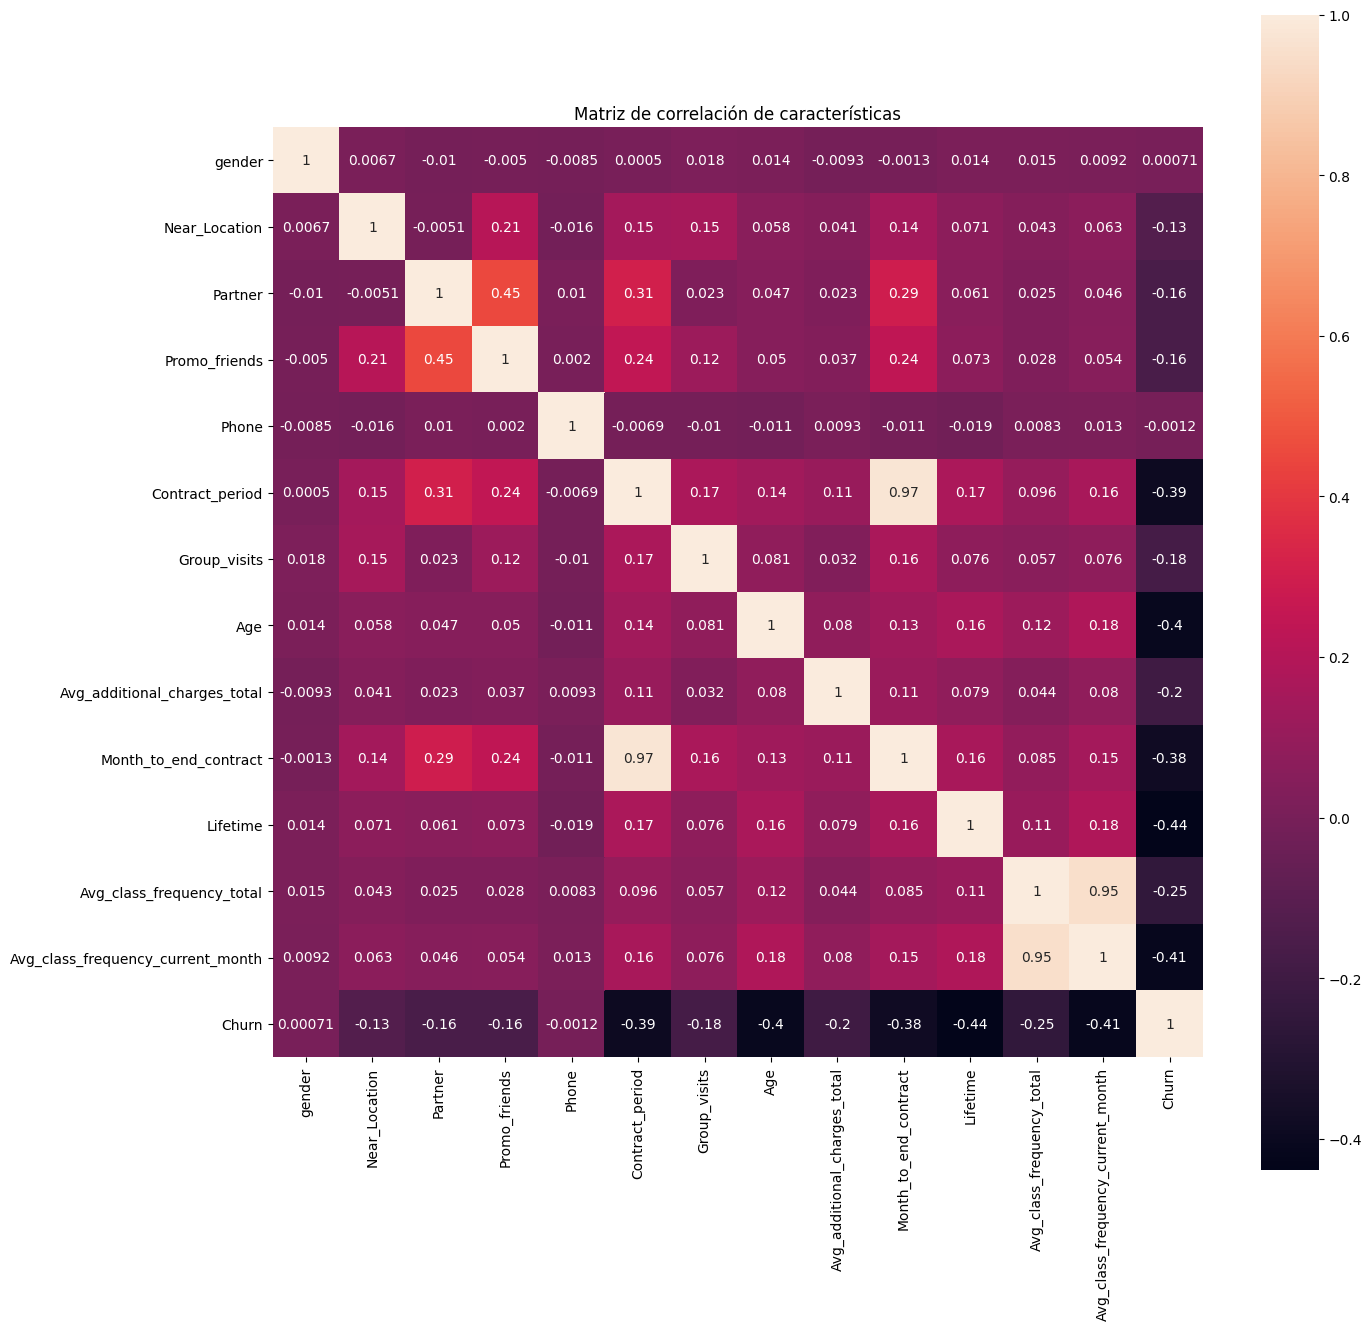 Matriz de correlación de características
gender 1 0.0067 -0.01 -0.005 -0.0085 0.0005 0.018 0.014 -0.0093 -0.0013 0.014 0.015 0.0092 0.00071
Near_Location 0.0067 1 -0.0051 0.21 -0.016 0.15 0.15 0.058 0.041 0.14 0.071 0.043 0.063 -0.13
Partner -0.01 -0.0051 1 0.45 0.01 0.31 0.023 0.047 0.023 0.29 0.061 0.025 0.046 -0.16
Promo_friends -0.005 0.21 0.45 1 0.002 0.24 0.12 0.05 0.037 0.24 0.073 0.028 0.054 -0.16
Phone -0.0085 -0.016 0.01 0.002 1 -0.0069 -0.01 -0.011 0.0093 -0.011 -0.019 0.0083 0.013 -0.0012
Contract_period 0.0005 0.15 0.31 0.24 -0.0069 1 0.17 0.14 0.11 0.97 0.17 0.096 0.16 -0.39
Group_visits 0.018 0.15 0.023 0.12 -0.01 0.17 1 0.081 0.032 0.16 0.076 0.057 0.076 -0.18
Age 0.014 0.058 0.047 0.05 -0.011 0.14 0.081 1 0.08 0.13 0.16 0.12 0.18 -0.4
Avg_additional_charges_total -0.0093 0.041 0.023 0.037 0.0093 0.11 0.032 0.08 1 0.11 0.079 0.044 0.08 -0.2
Month_to_end_contract -0.0013 0.14 0.29 0.24 -0.011 0.97 0.16 0.13 0.11 1 0.16 0.085 0.15 -0.38
Lifetime 0.014 0.071 0.061 0.073 -0.019 0.17 0.076 0.16 0.079 0.16 1 0.11 0.18 -0.44
Avg_class_frequency_total 0.015 0.043 0.025 0.028 0.0083 0.096 0.057 0.12 0.044 0.085 0.11 1 0.95 -0.25
Avg_class_frequency_current_month 0.0092 0.063 0.046 0.054 0.013 0.16 0.076 0.18 0.08 0.15 0.18 0.95 1 -0.41
Churn 0.00071 -0.13 -0.16 -0.16 -0.0012 -0.39 -0.18 -0.4 -0.2 -0.38 -0.44 -0.25 -0.41 1
gender
Near_Location
Partner
Promo_friends
Phone
Contract_period
Group_visits
Age
Avg_additional_charges_total
Month_to_end_contract
Lifetime
Avg_class_frequency_total
Avg_class_frequency_current_month
Churn
1.0
0.8
0.6
0.4
0.2
0.0
−0.2
−0.4